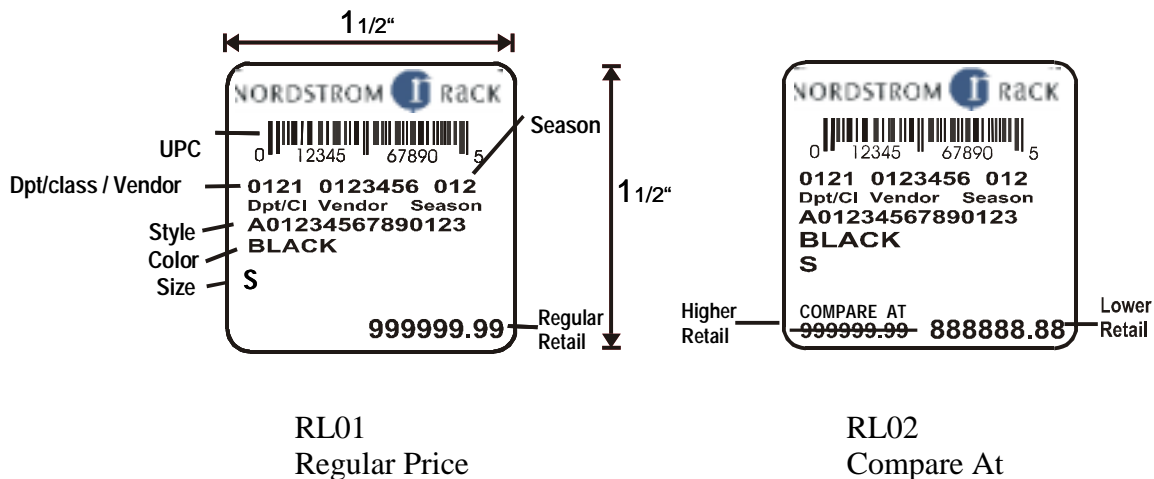 1 1/2“
NORDSTROM n Rack
UPC
0 12345 67890 5
Season
Dpt/class / Vendor
0121 0123456 012
Dpt/Cl Vendor Season
Style
A01234567890123
Color
BLACK
Size
S
999999.99
Regular
Retail
1 1/2“
RL01
Regular Price
NORDSTROM n Rack
0 12345 67890 5
0121 0123456 012
Dpt/Cl Vendor Season
A01234567890123
BLACK
S
Higher
Retail
COMPARE AT
999999.99 888888.88
Lower
Retail
RL02
Compare At